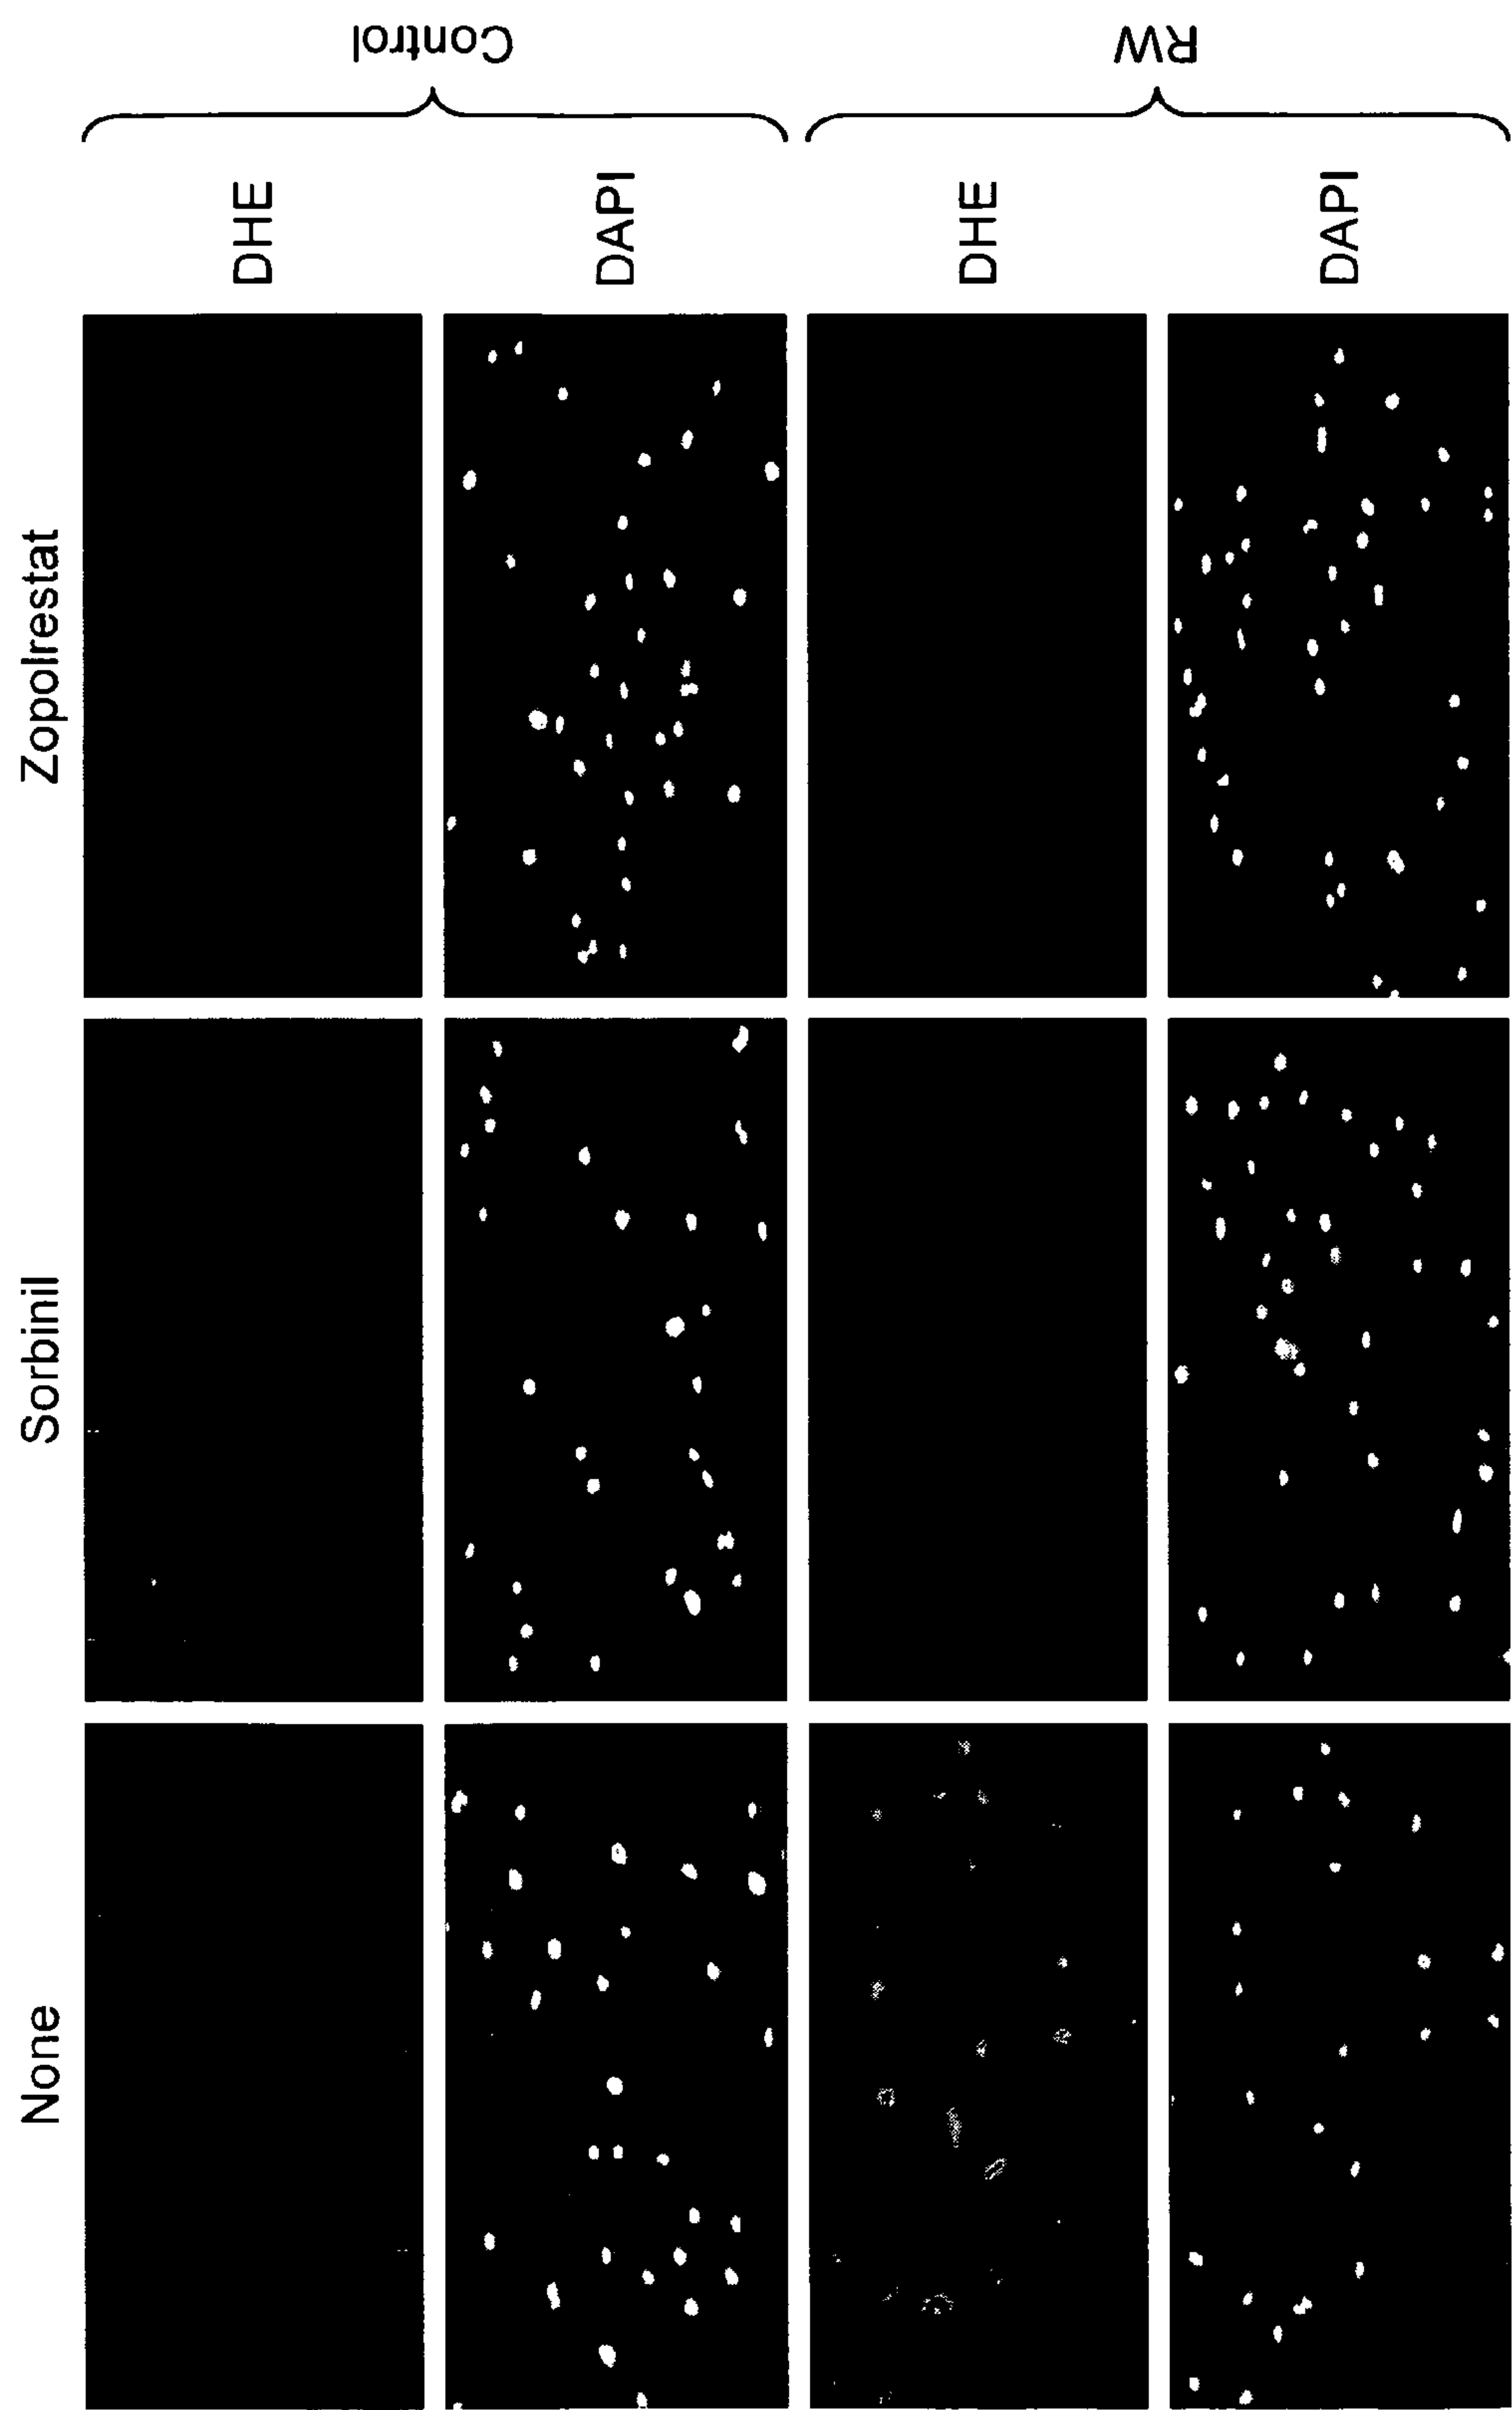 None
Sorbinil
Zopolrestat
DHE
DAPI
Control
DHE
DAPI
RW